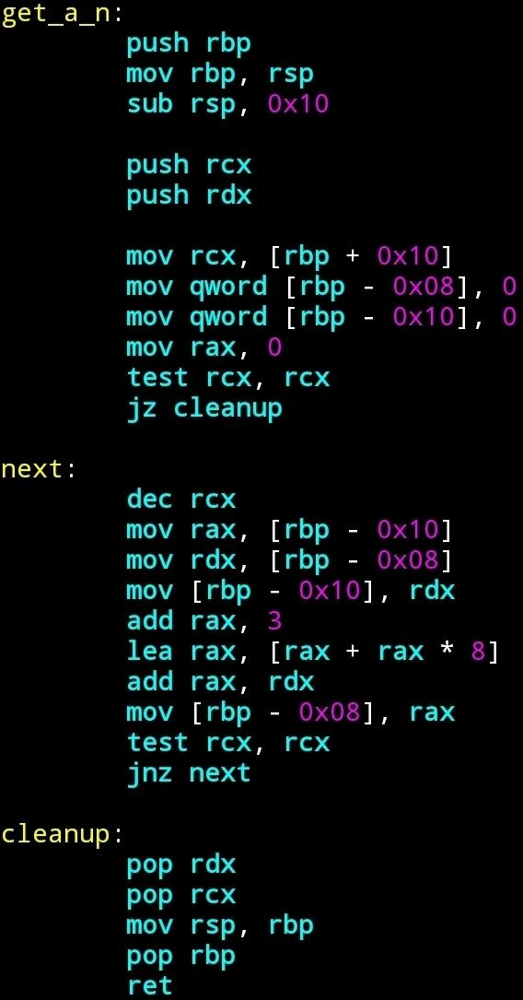 get_a_n:
push rbp
mov rbp, rsp
sub rsp, 0x10
push rcx
push rdx
mov rcx, [rbp + 0x10]
mov qword [rbp - 0x08], 0
mov qword [rbp - 0x10], 0
mov rax, 0
test rcx, rcx
jz cleanup
next:
dec rcx
mov rax, [rbp - 0x10]
mov rdx, [rbp - 0x08]
mov [rbp - 0x10], rdx
add rax, 3
lea rax, [rax + rax * 8]
add rax, rdx
mov [rbp - 0x08], rax
test rcx, rcx
jnz next
cleanup:
pop rdx
pop rcx
mov rsp, rbp
pop rbp
ret